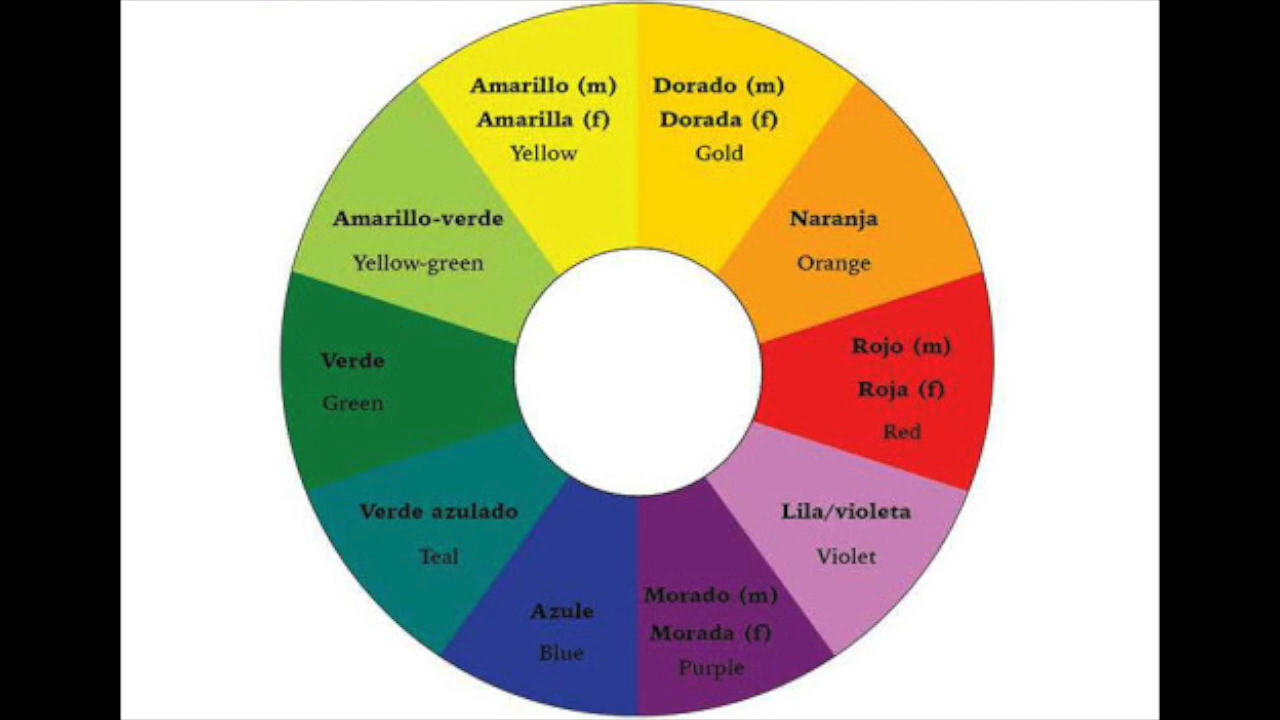 Amarillo (m)
Amarilla (f)
Yellow
Dorado (m)
Dorada (f)
Gold
Naranja
Orange
Rojo (m)
Roja (f)
Red
Lila/violeta
Violet
Morado (m)
Morada (f)
Purple
Azule
Blue
Verde azulado
Teal
Verde
Green
Amarillo-verde
Yellow-green